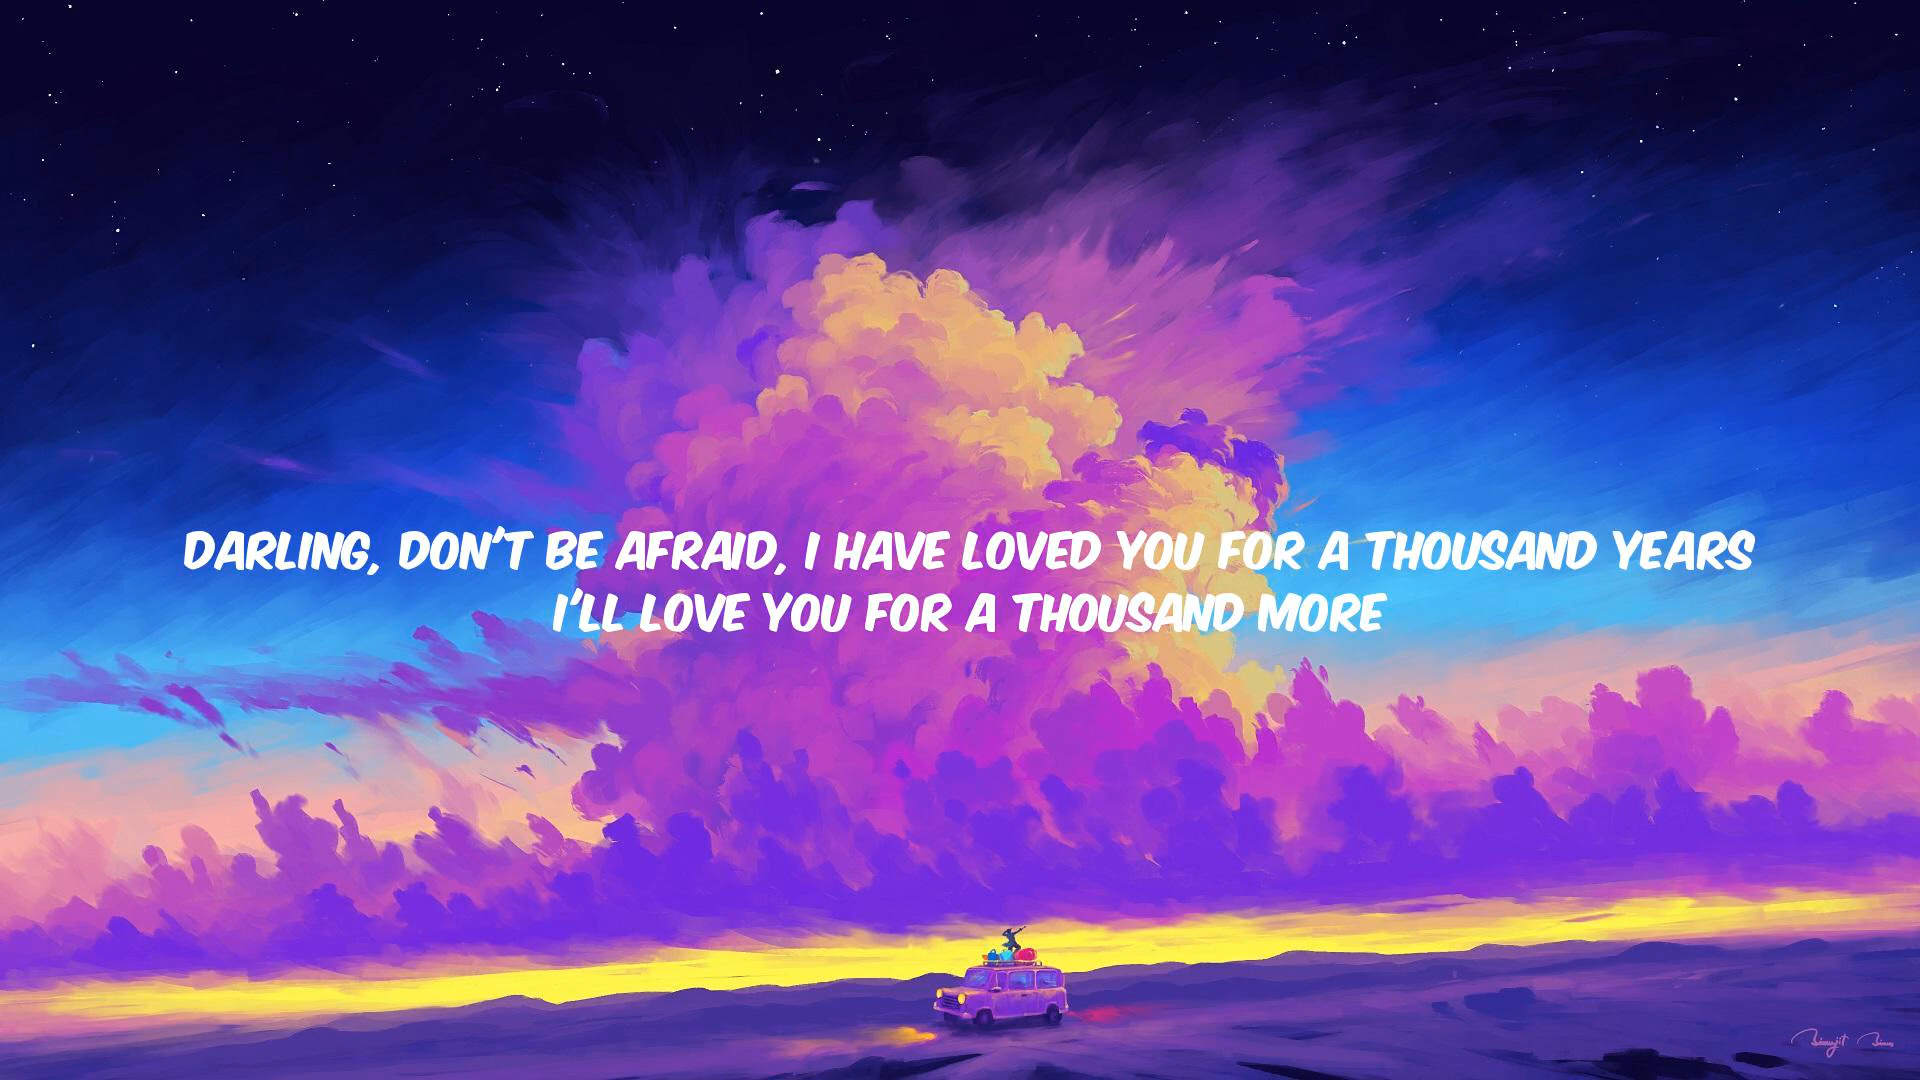 DARLING, DON'T BE AFRAID, I HAVE LOVED YOU FOR A THOUSAND YEARS
I'LL LOVE YOU FOR A THOUSAND MORE